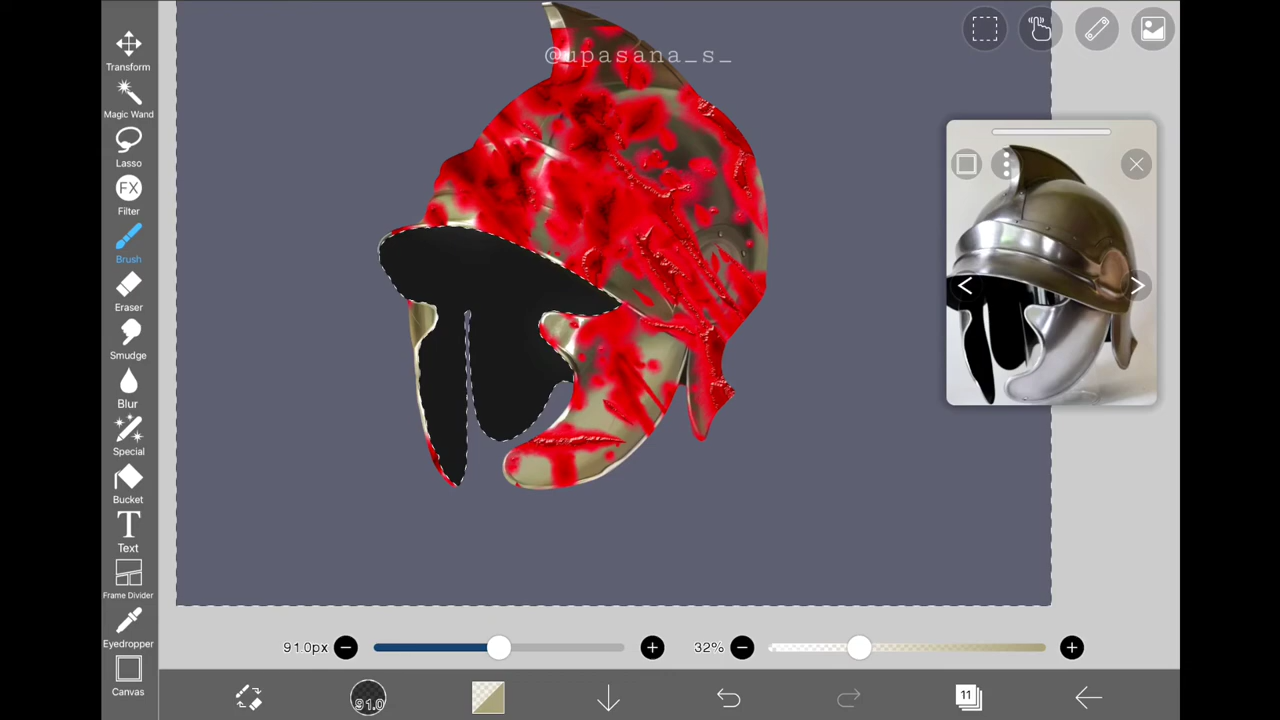 @upasana_s_
Transform
Magic Wand
Lasso
FX
Filter
Brush
Eraser
Smudge
Blur
Special
Bucket
T
Text
Frame Divider
Eyedropper
Canvas
91.0px
32%
91.0
11